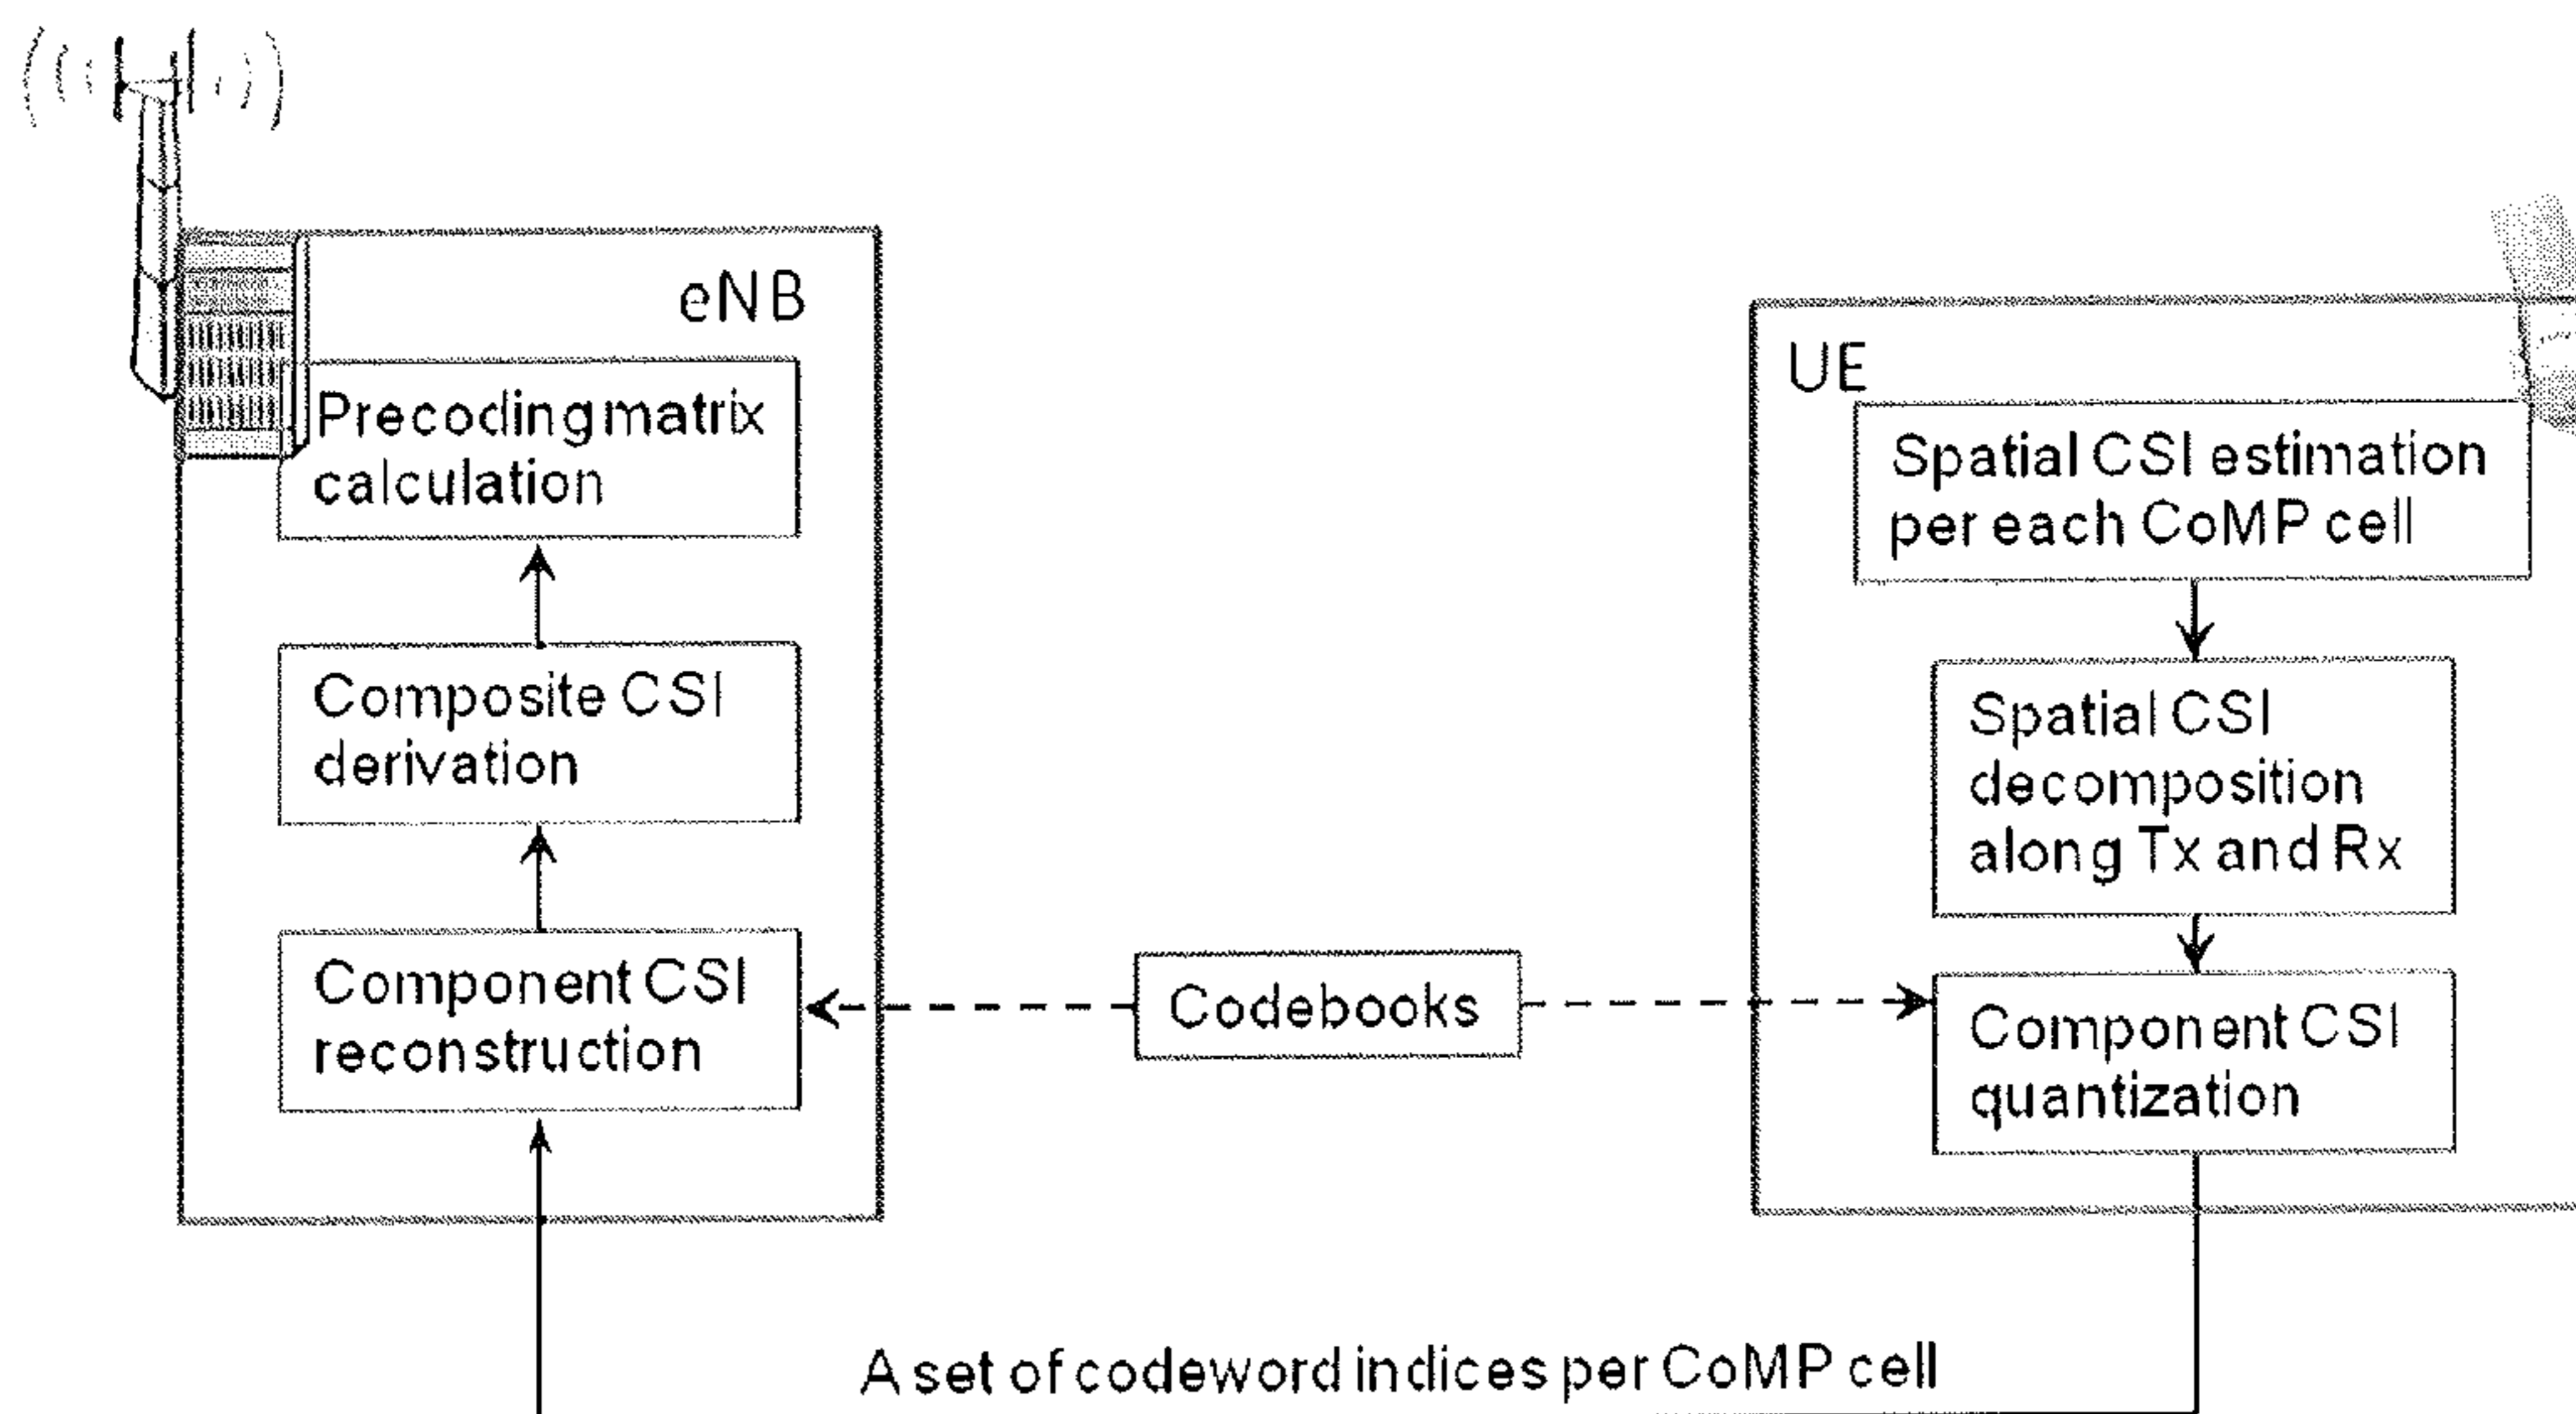 eNB
Precoding matrix
calculation
Composite CSI
derivation
Component CSI
reconstruction
Codebooks
UE
Spatial CSI estimation
per each CoMP cell
Spatial CSI
decomposition
along Tx and Rx
Component CSI
quantization
A set of codeword indices per CoMP cell